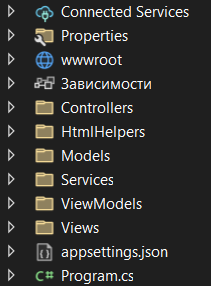 Connected Services
Properties
wwwroot
Зависимости
Controllers
HtmlHelpers
Models
Services
ViewModels
Views
appsettings.json
C# Program.cs